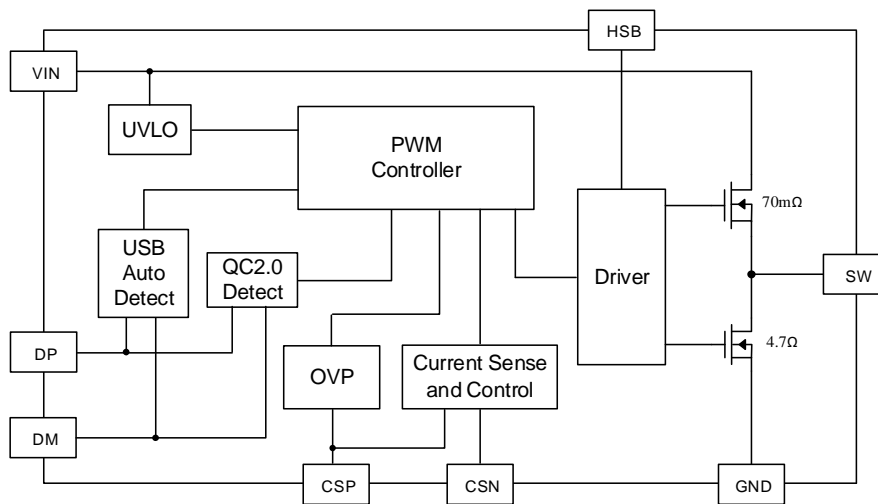 HSB
VIN
UVLO
PWM
Controller
70mΩ
USB
Auto
Detect
QC2.0
Detect
Driver
SW
DP
OVP
Current Sense
and Control
4.7Ω
DM
CSP
CSN
GND